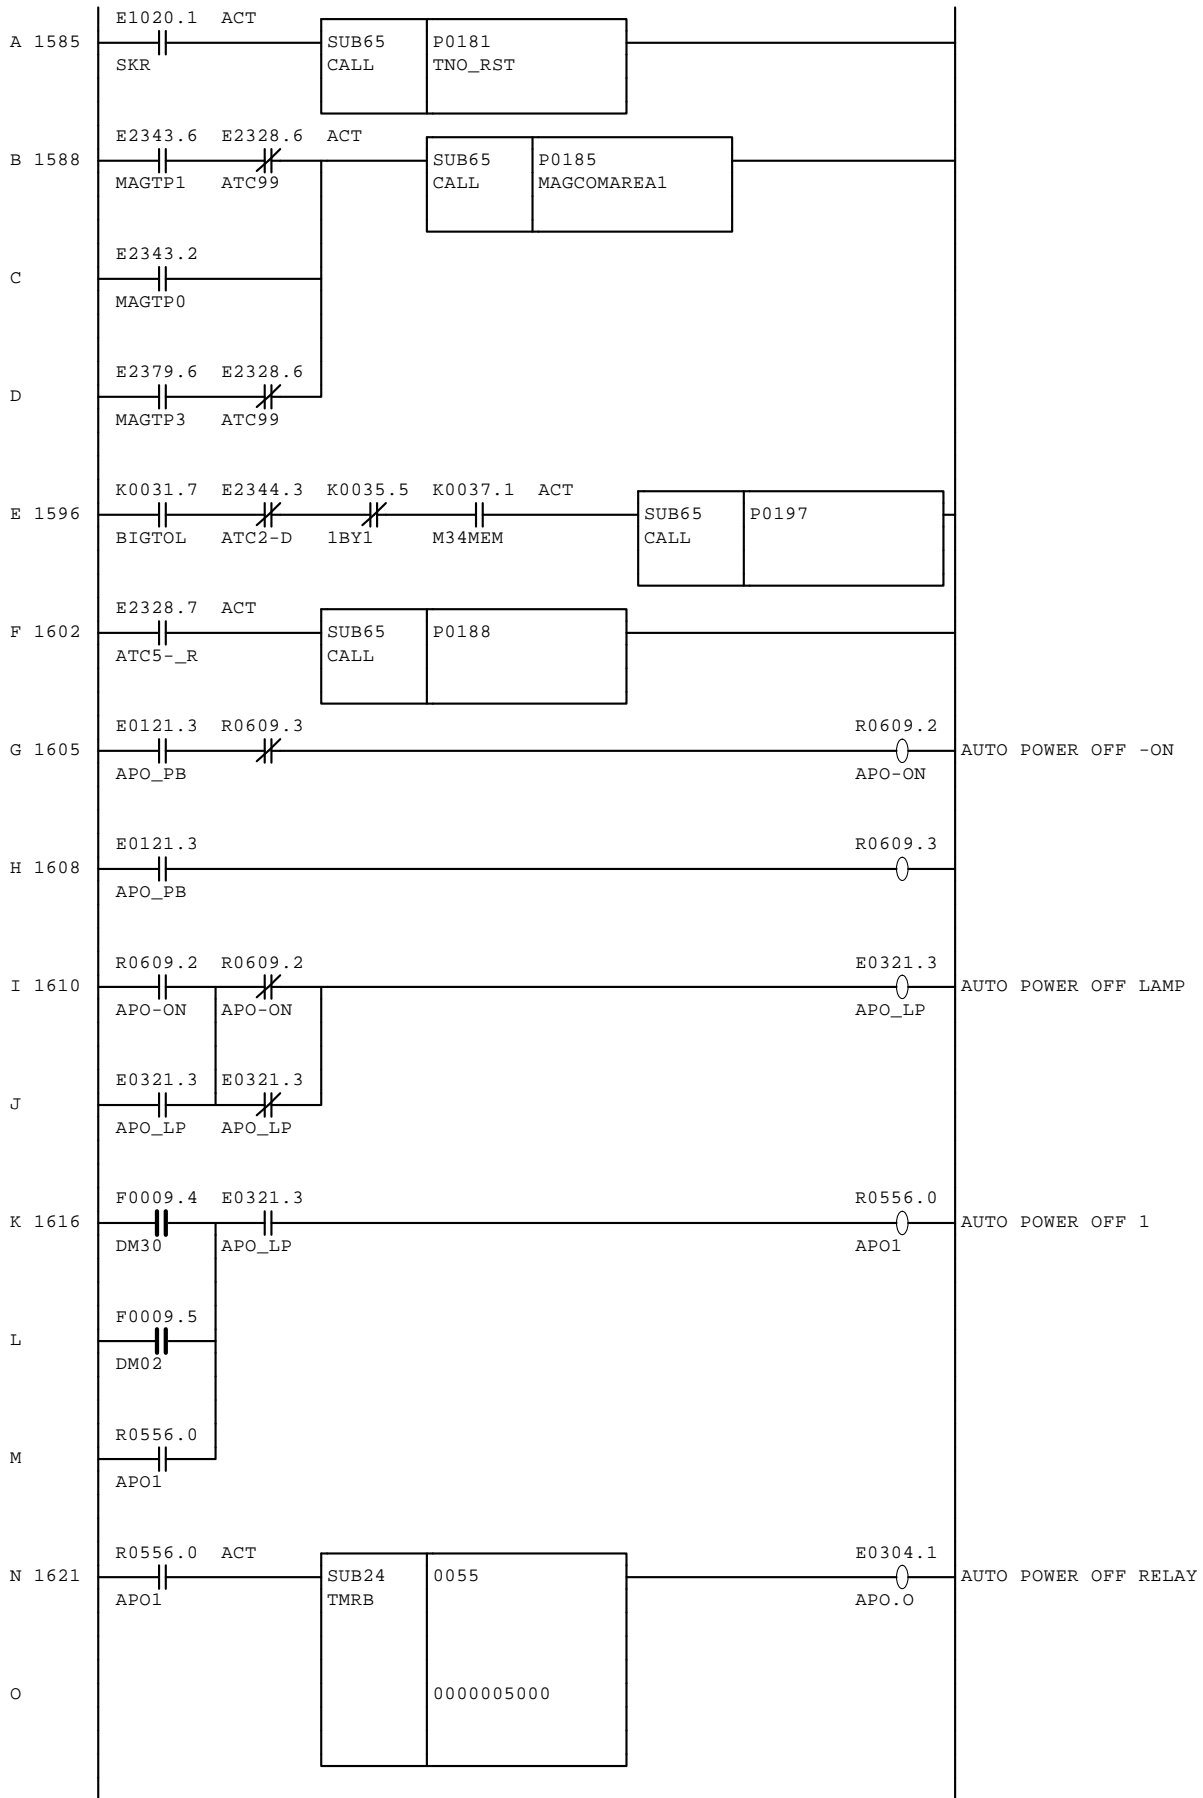 E1020.1 ACT
A 1585 SUB65 P0181
SKR CALL TNO_RST
E2343.6 E2328.6 ACT
B 1588 SUB65 P0185
MAGTP1 ATC99 CALL MAGCOMAREA1
E2343.2
C
MAGTP0
E2379.6 E2328.6
D
MAGTP3 ATC99
K0031.7 E2344.3 K0035.5 K0037.1 ACT
E 1596 SUB65 P0197
BIGTOL ATC2-D 1BY1 M34MEM CALL
E2328.7 ACT
F 1602 SUB65 P0188
ATC5-_R CALL
E0121.3 R0609.3 R0609.2
G 1605 AUTO POWER OFF -ON
APO_PB APO-ON
E0121.3 R0609.3
H 1608
APO_PB
R0609.2 R0609.2 E0321.3
I 1610 AUTO POWER OFF LAMP
APO-ON APO-ON APO_LP
E0321.3 E0321.3
J
APO_LP APO_LP
F0009.4 E0321.3 R0556.0
K 1616 AUTO POWER OFF 1
DM30 APO_LP APO1
F0009.5
L
DM02
R0556.0
M
APO1
R0556.0 ACT E0304.1
N 1621 SUB24 0055 AUTO POWER OFF RELAY
APO1 TMRB APO.O
O 0000005000